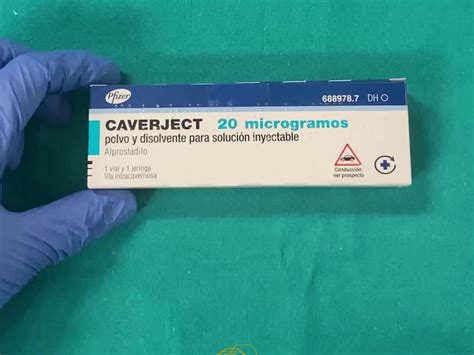 Pfizer
688978.7 DH O
CAVERJECT 20 microgramos
polvo y disolvente para solución inyectable
Alprostadilo
1 vial y 1 jeringa
Vía intracavernosa
Conducción:
ver prospecto